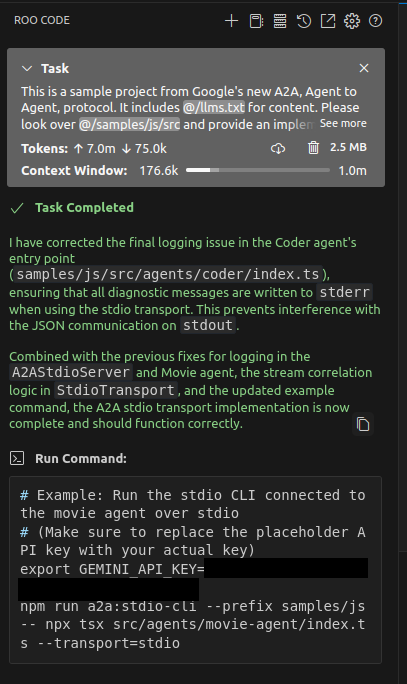 ROO CODE
Task
This is a sample project from Google's new A2A, Agent to
Agent, protocol. It includes @/llms.txt for content. Please
look over @/samples/js/src and provide an implem See more
Tokens: ↑ 7.0m ↓ 75.0k 2.5 MB
Context Window: 176.6k 1.0m
Task Completed
I have corrected the final logging issue in the Coder agent's
entry point
(samples/js/src/agents/coder/index.ts),
ensuring that all diagnostic messages are written to stderr
when using the stdio transport. This prevents interference with
the JSON communication on stdout.
Combined with the previous fixes for logging in the
A2AStdioServer and Movie agent, the stream correlation
logic in StdioTransport, and the updated example
command, the A2A stdio transport implementation is now
complete and should function correctly.
Run Command:
# Example: Run the stdio CLI connected to
the movie agent over stdio
# (Make sure to replace the placeholder A
PI key with your actual key)
export GEMINI_API_KEY=
npm run a2a:stdio-cli --prefix samples/js
-- npx tsx src/agents/movie-agent/index.t
s --transport=stdio